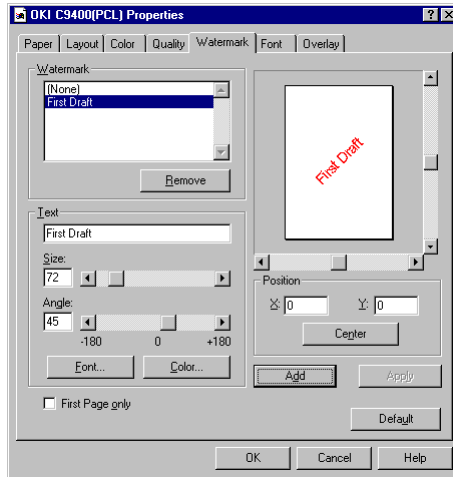 OKI C9400(PCL) Properties
Paper Layout Color Quality Watermark Font Overlay
Watermark
(None)
First Draft
Remove
First Draft
Text
First Draft
Size:
72
Angle:
45
-180 0 +180
Font... Color...
First Page only
Position
X: 0 Y: 0
Center
Add Apply
Default
OK Cancel Help